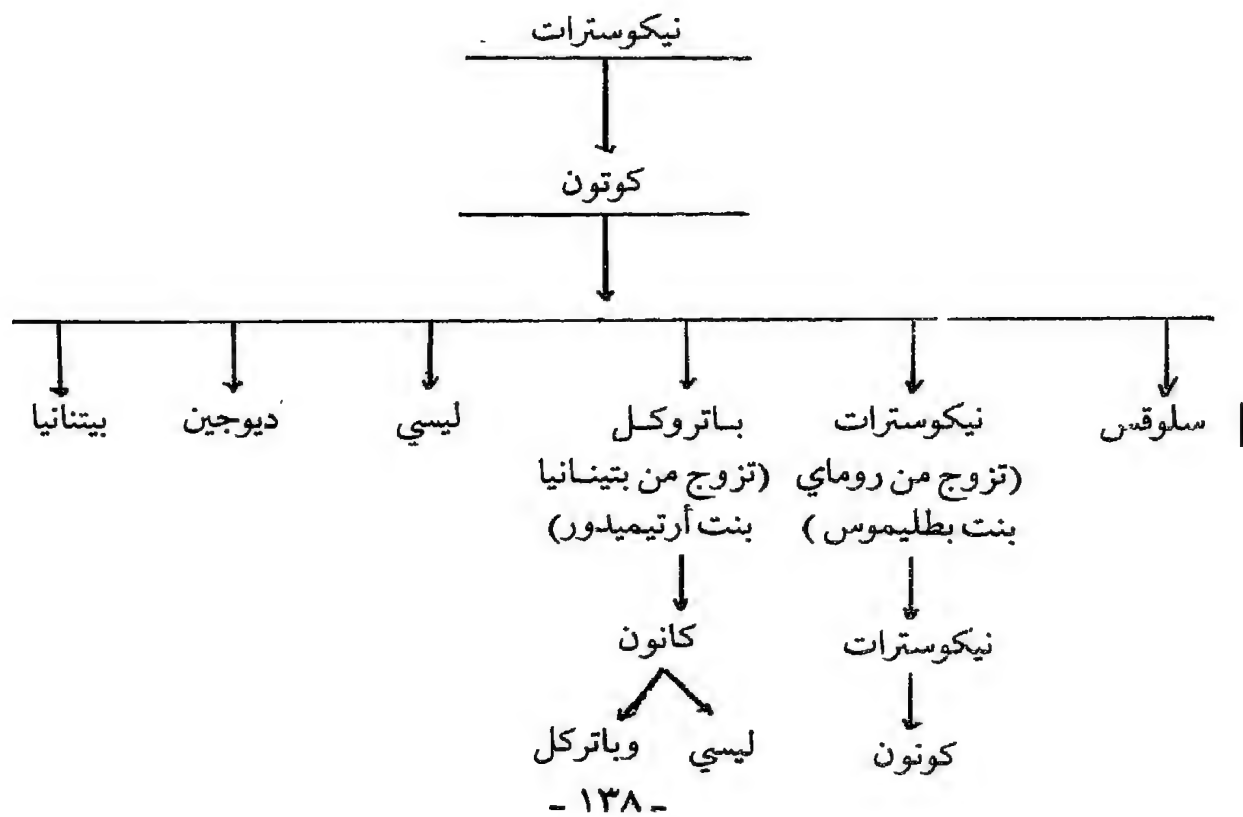 نيكوسترات
كوتون
سلوقس نيكوسترات باتروكل ليسي ديوجين بيتنانيا
(تزوج من روماي (تزوج من بتينانيا
بنت بطليموس) بنت أرتيميدور)
نيكوسترات كانون
كونون ليسي وباتركل
- ١٣٨ -